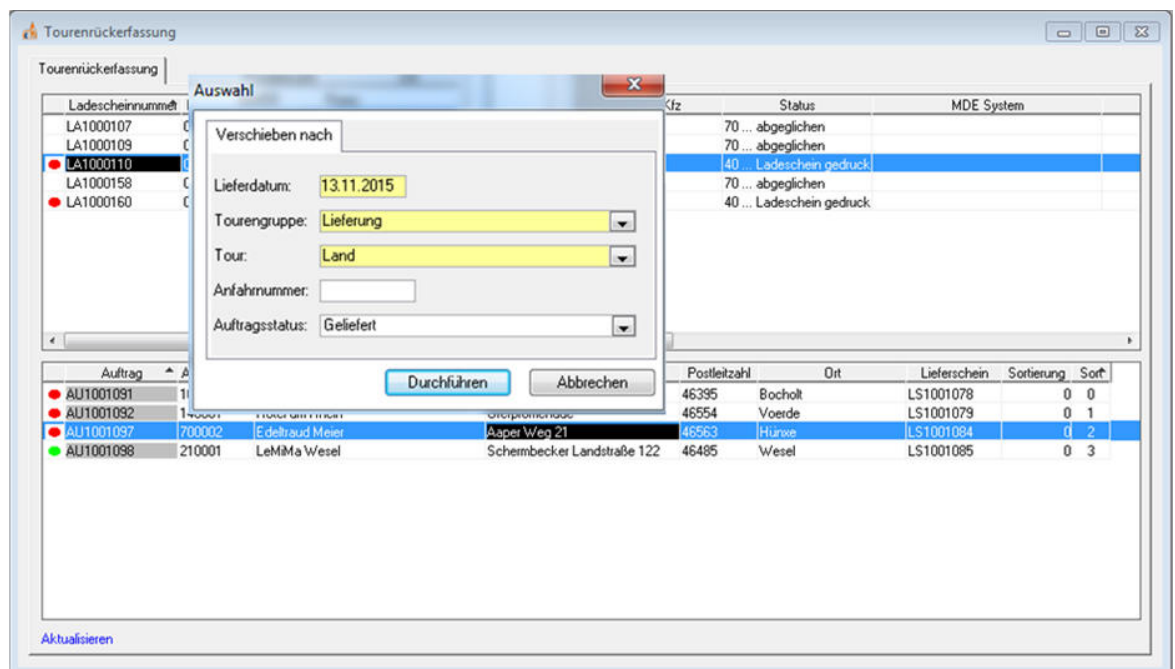 Tourenrückerfassung
Tourenrückerfassung
Ladescheinnummer Kfz Status MDE System
LA1000107 70 ... abgeglichen
LA1000109 70 ... abgeglichen
LA1000110 40 ... Ladeschein gedruck
LA1000158 70 ... abgeglichen
LA1000160 40 ... Ladeschein gedruck
Auswahl
Verschieben nach
Lieferdatum: 13.11.2015
Tourengruppe: Lieferung
Tour: Land
Anfahrnummer:
Auftragsstatus: Geliefert
Durchführen Abbrechen
Auftrag Postleitzahl Ort Lieferschein Sortierung Sort
AU1001091 46395 Bocholt LS1001078 0 0
AU1001092 46554 Voerde LS1001079 0 1
AU1001097 700002 Edeltraud Meier Aaper Weg 21 46563 Hünxe LS1001084 0 2
AU1001098 210001 LeMiMa Wesel Schermbecker Landstraße 122 46485 Wesel LS1001085 0 3
Aktualisieren